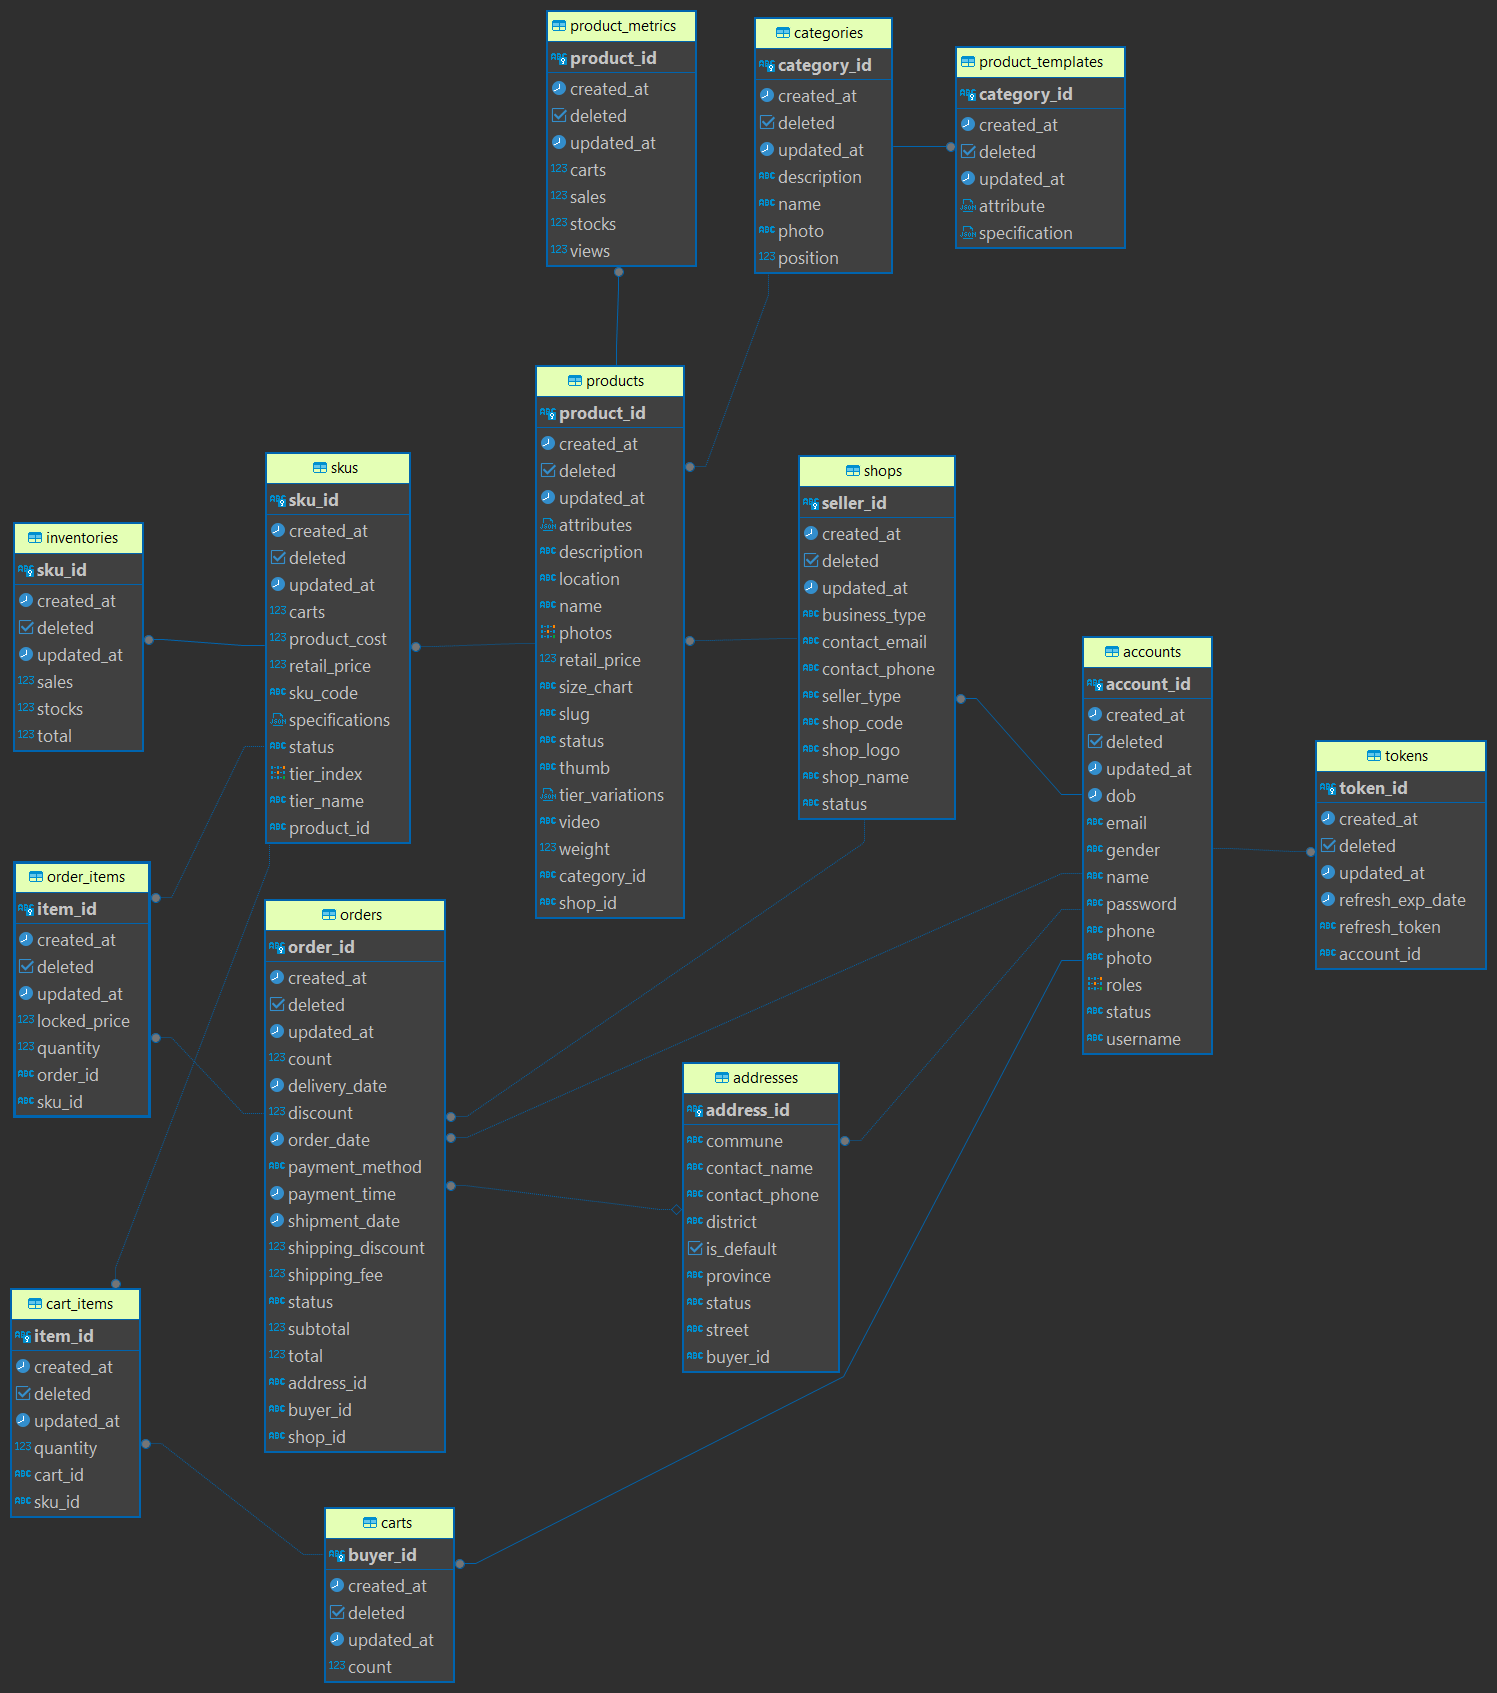 product_metrics
product_id
created_at
deleted
updated_at
carts
sales
stocks
views
categories
category_id
created_at
deleted
updated_at
description
name
photo
position
product_templates
category_id
created_at
deleted
updated_at
attribute
specification
products
product_id
created_at
deleted
updated_at
attributes
description
location
name
photos
retail_price
size_chart
slug
status
thumb
tier_variations
video
weight
category_id
shop_id
skus
sku_id
created_at
deleted
updated_at
carts
product_cost
retail_price
sku_code
specifications
status
tier_index
tier_name
product_id
shops
seller_id
created_at
deleted
updated_at
business_type
contact_email
contact_phone
seller_type
shop_code
shop_logo
shop_name
status
inventories
sku_id
created_at
deleted
updated_at
sales
stocks
total
accounts
account_id
created_at
deleted
updated_at
dob
email
gender
name
password
phone
photo
roles
status
username
tokens
token_id
created_at
deleted
updated_at
refresh_exp_date
refresh_token
account_id
order_items
item_id
created_at
deleted
updated_at
locked_price
quantity
order_id
sku_id
orders
order_id
created_at
deleted
updated_at
count
delivery_date
discount
order_date
payment_method
payment_time
shipment_date
shipping_discount
shipping_fee
status
subtotal
total
address_id
buyer_id
shop_id
addresses
address_id
commune
contact_name
contact_phone
district
is_default
province
status
street
buyer_id
cart_items
item_id
created_at
deleted
updated_at
quantity
cart_id
sku_id
carts
buyer_id
created_at
deleted
updated_at
count